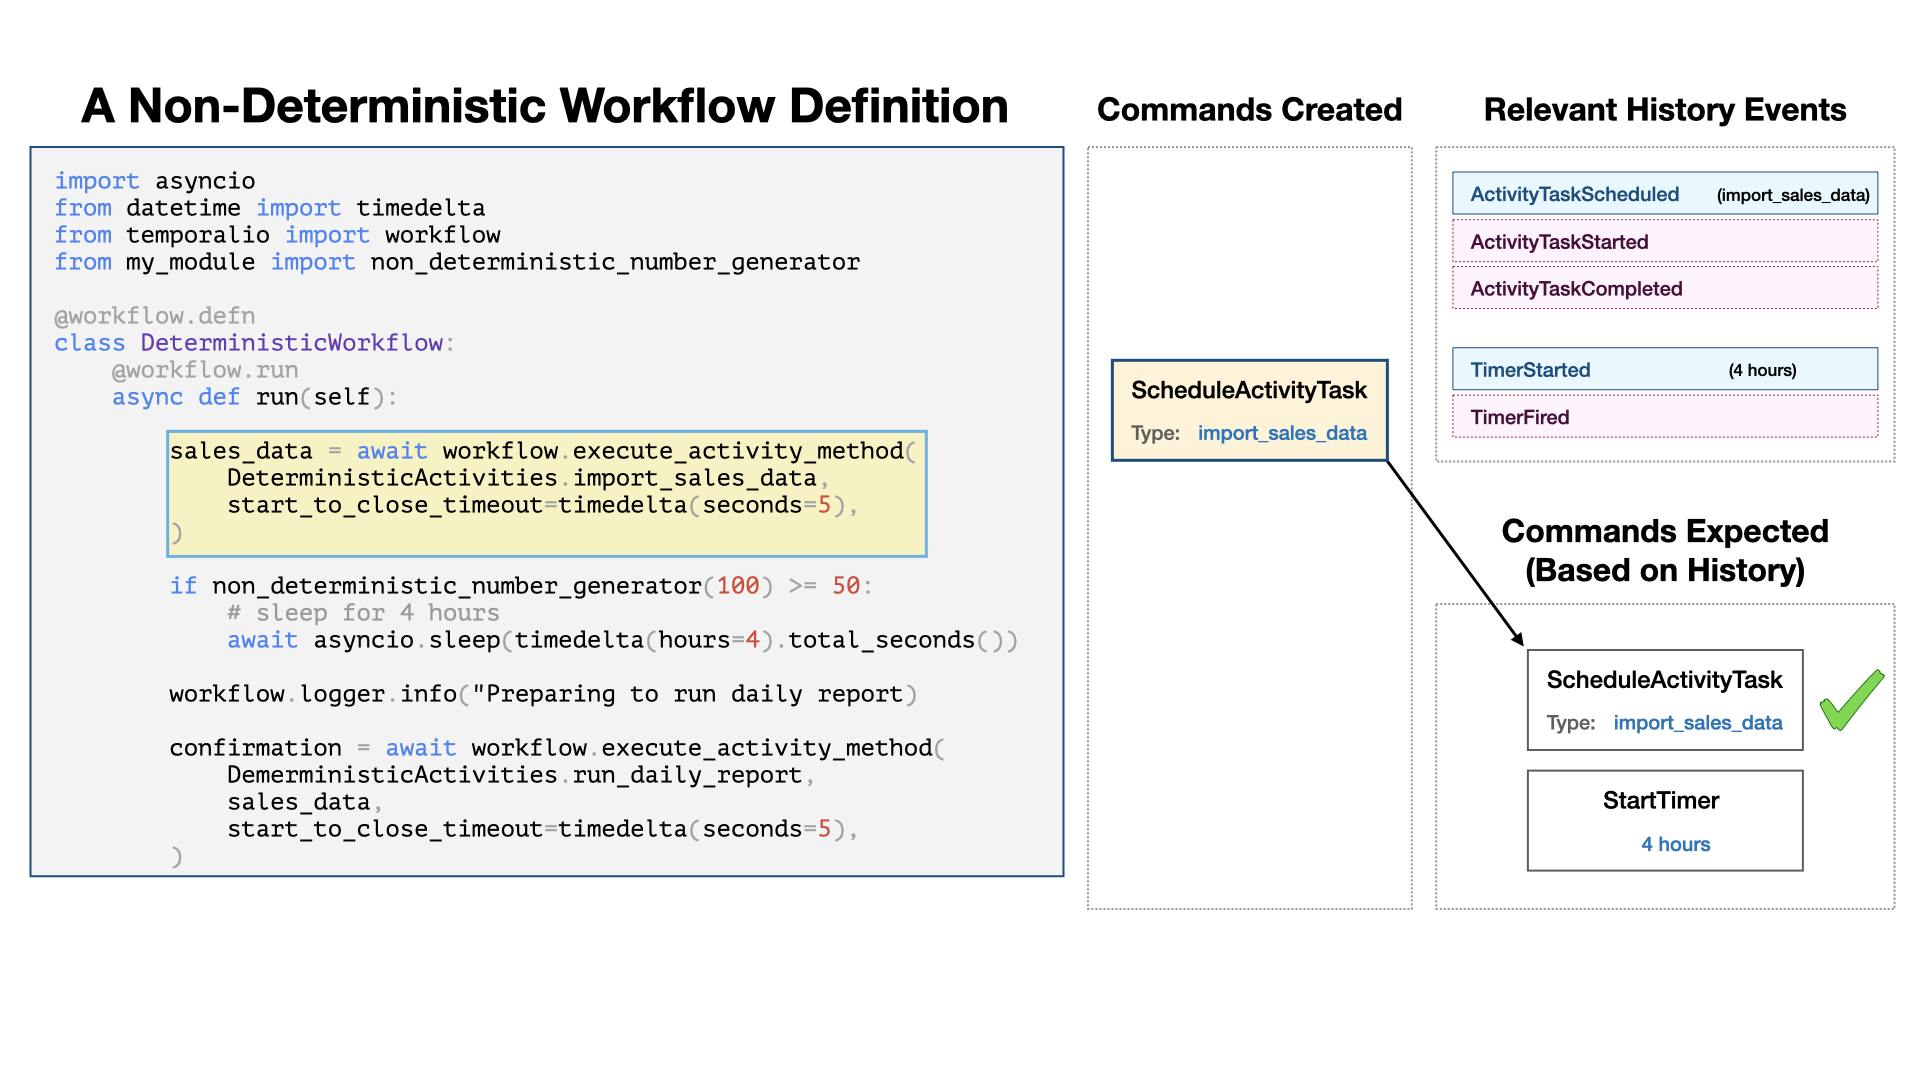 A Non-Deterministic Workflow Definition
import asyncio
from datetime import timedelta
from temporalio import workflow
from my_module import non_deterministic_number_generator
@workflow.defn
class DeterministicWorkflow:
    @workflow.run
    async def run(self):
        sales_data = await workflow.execute_activity_method(
            DeterministicActivities.import_sales_data,
            start_to_close_timeout=timedelta(seconds=5),
        )
        if non_deterministic_number_generator(100) >= 50:
            # sleep for 4 hours
            await asyncio.sleep(timedelta(hours=4).total_seconds())
        workflow.logger.info("Preparing to run daily report)
        confirmation = await workflow.execute_activity_method(
            DemerministicActivities.run_daily_report,
            sales_data,
            start_to_close_timeout=timedelta(seconds=5),
        )
Commands Created
ScheduleActivityTask
Type: import_sales_data
Relevant History Events
ActivityTaskScheduled (import_sales_data)
ActivityTaskStarted
ActivityTaskCompleted
TimerStarted (4 hours)
TimerFired
Commands Expected
(Based on History)
ScheduleActivityTask
Type: import_sales_data
StartTimer
4 hours